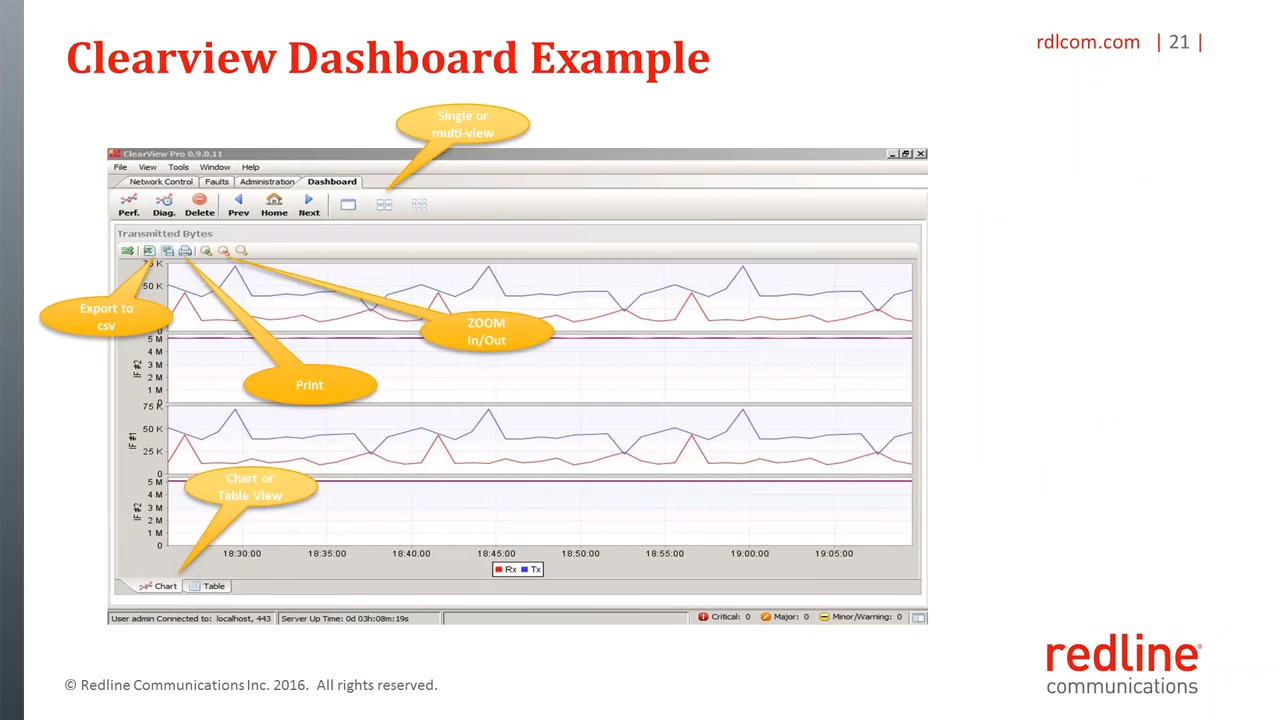 Clearview Dashboard Example
rdlcom.com | 21 |
Single or
multi-view
ClearView Pro 0.9.0.11
File View Tools Window Help
Network Control Faults Administration Dashboard
Perf. Diag. Delete Prev Home Next
Transmitted Bytes
75 K
50 K
0
Export to
csv
ZOOM
In/Out
Print
5 M
4 M
3 M
2 M
1 M
0
IF #2
75 K
50 K
25 K
0
IF #1
Chart or
Table View
5 M
4 M
3 M
2 M
1 M
0
IF #2
18:30:00 18:35:00 18:40:00 18:45:00 18:50:00 18:55:00 19:00:00 19:05:00
Rx Tx
Chart Table
User admin Connected to: localhost, 443 Server Up Time: 0d 03h:08m:19s Critical: 0 Major: 0 Minor/Warning: 0
redline
communications
© Redline Communications Inc. 2016. All rights reserved.